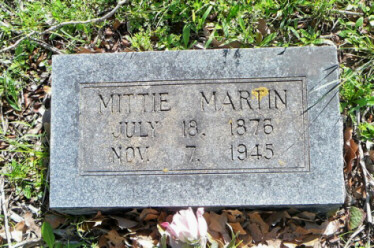 MITTIE MARTIN
JULY 18, 1876
NOV. 7, 1945